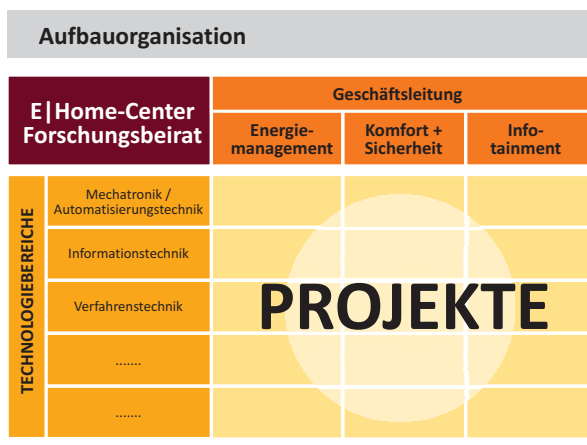 Aufbauorganisation
E|Home-Center
Forschungsbeirat
Geschäftsleitung
Energie-
management
Komfort +
Sicherheit
Info-
tainment
TECHNOLOGIEBEREICHE
Mechatronik /
Automatisierungstechnik
Informationstechnik
Verfahrenstechnik
.......
.......
PROJEKTE